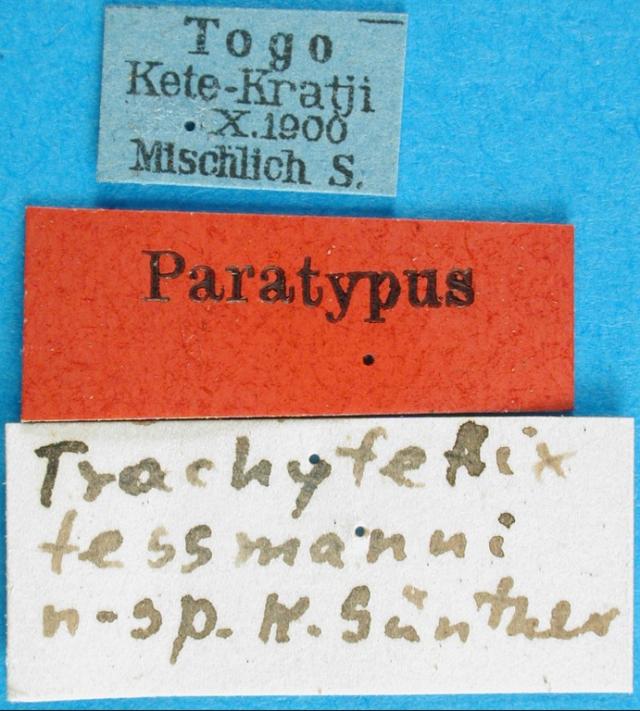 Togo
Kete-Kratji
X.1900
Mischlich S.
Paratypus
Trachytettix
tessmanni
n.sp. K. Günther